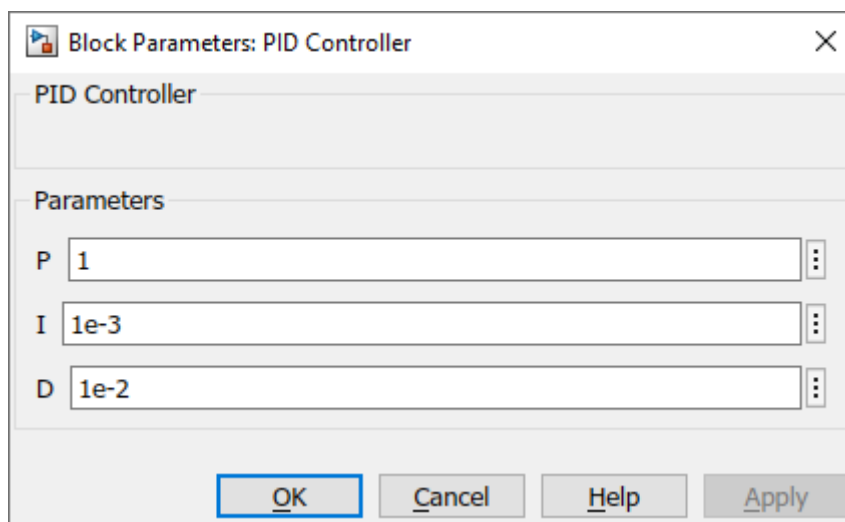 Block Parameters: PID Controller
PID Controller
Parameters
P 1
I 1e-3
D 1e-2
OK Cancel Help Apply